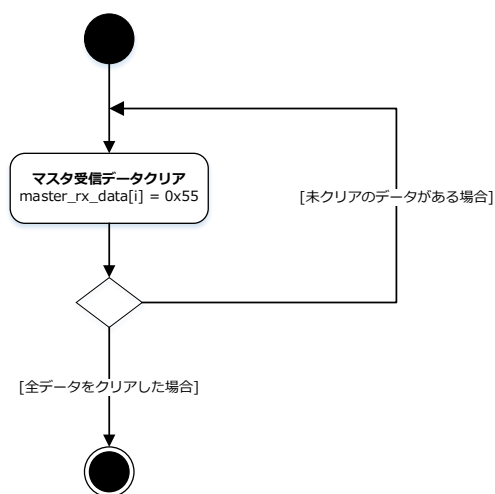 マスタ受信データクリア
master_rx_data[i] = 0x55
[未クリアのデータがある場合]
[全データをクリアした場合]